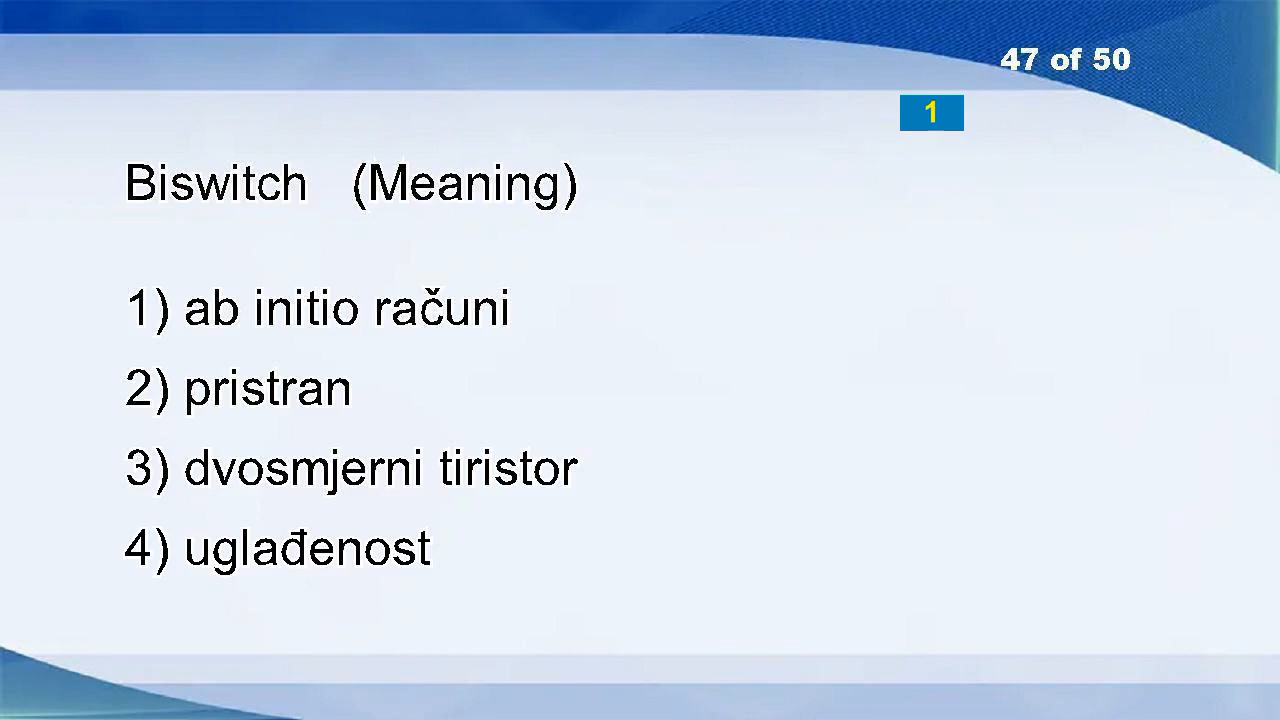 47 of 50
1
Biswitch (Meaning)
1) ab initio računi
2) pristran
3) dvosmjerni tiristor
4) uglađenost